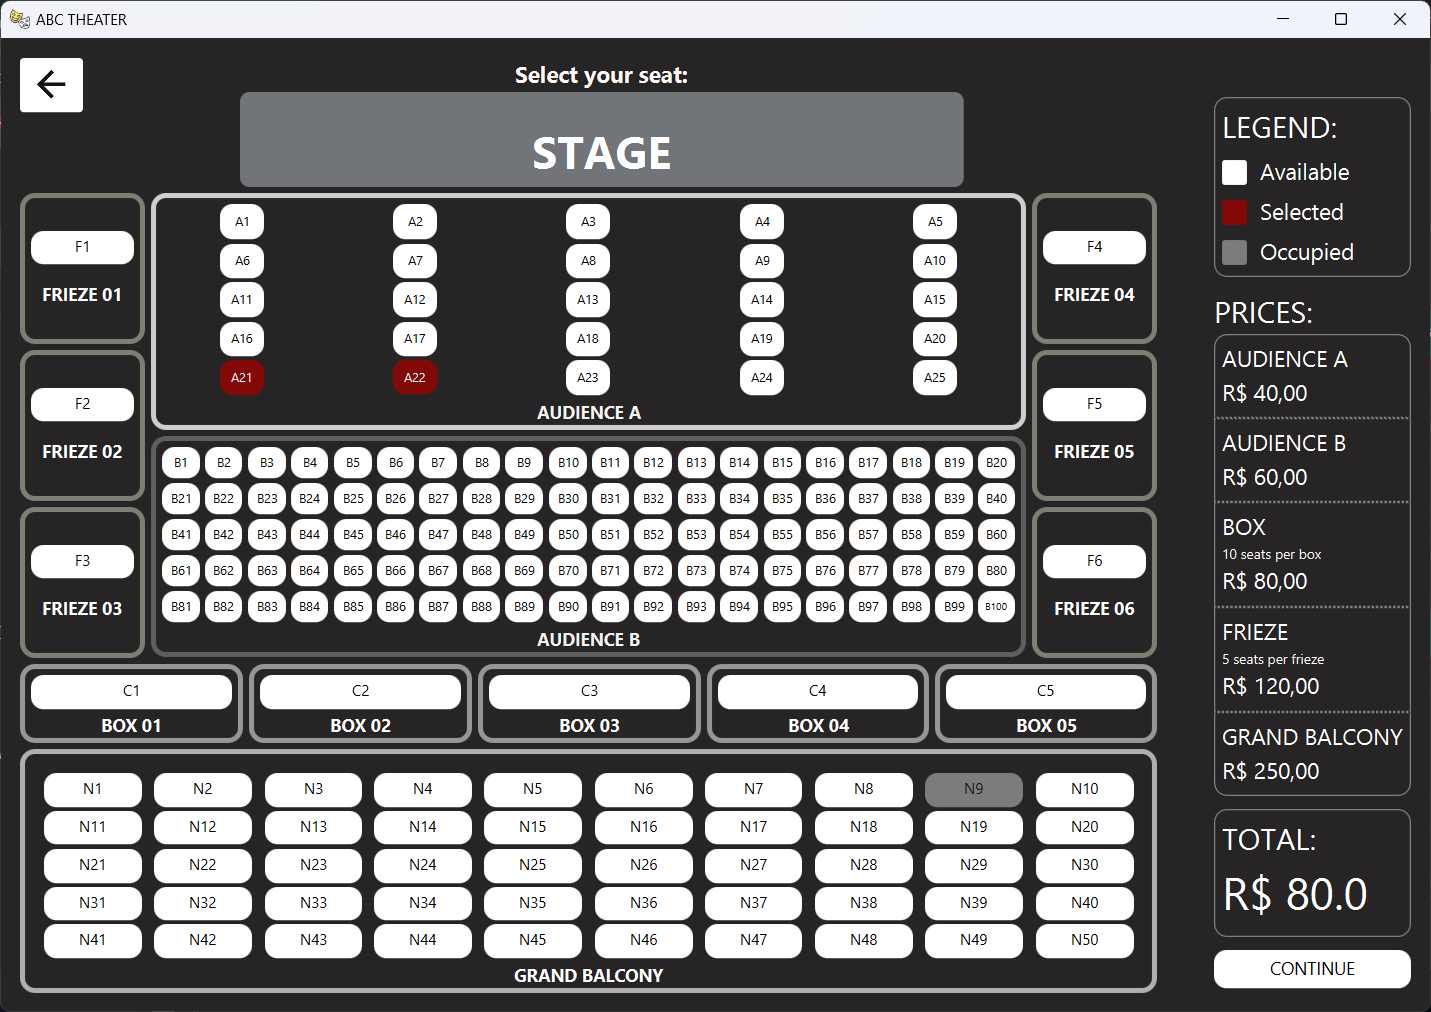 ABC THEATER
Select your seat:
STAGE
F1
FRIEZE 01
F2
FRIEZE 02
F3
FRIEZE 03
A1 A2 A3 A4 A5
A6 A7 A8 A9 A10
A11 A12 A13 A14 A15
A16 A17 A18 A19 A20
A21 A22 A23 A24 A25
AUDIENCE A
B1 B2 B3 B4 B5 B6 B7 B8 B9 B10 B11 B12 B13 B14 B15 B16 B17 B18 B19 B20
B21 B22 B23 B24 B25 B26 B27 B28 B29 B30 B31 B32 B33 B34 B35 B36 B37 B38 B39 B40
B41 B42 B43 B44 B45 B46 B47 B48 B49 B50 B51 B52 B53 B54 B55 B56 B57 B58 B59 B60
B61 B62 B63 B64 B65 B66 B67 B68 B69 B70 B71 B72 B73 B74 B75 B76 B77 B78 B79 B80
B81 B82 B83 B84 B85 B86 B87 B88 B89 B90 B91 B92 B93 B94 B95 B96 B97 B98 B99 B100
AUDIENCE B
F4
FRIEZE 04
F5
FRIEZE 05
F6
FRIEZE 06
C1 C2 C3 C4 C5
BOX 01 BOX 02 BOX 03 BOX 04 BOX 05
N1 N2 N3 N4 N5 N6 N7 N8 N9 N10
N11 N12 N13 N14 N15 N16 N17 N18 N19 N20
N21 N22 N23 N24 N25 N26 N27 N28 N29 N30
N31 N32 N33 N34 N35 N36 N37 N38 N39 N40
N41 N42 N43 N44 N45 N46 N47 N48 N49 N50
GRAND BALCONY
LEGEND:
Available
Selected
Occupied
PRICES:
AUDIENCE A
R$ 40,00
AUDIENCE B
R$ 60,00
BOX
10 seats per box
R$ 80,00
FRIEZE
5 seats per frieze
R$ 120,00
GRAND BALCONY
R$ 250,00
TOTAL:
R$ 80.0
CONTINUE